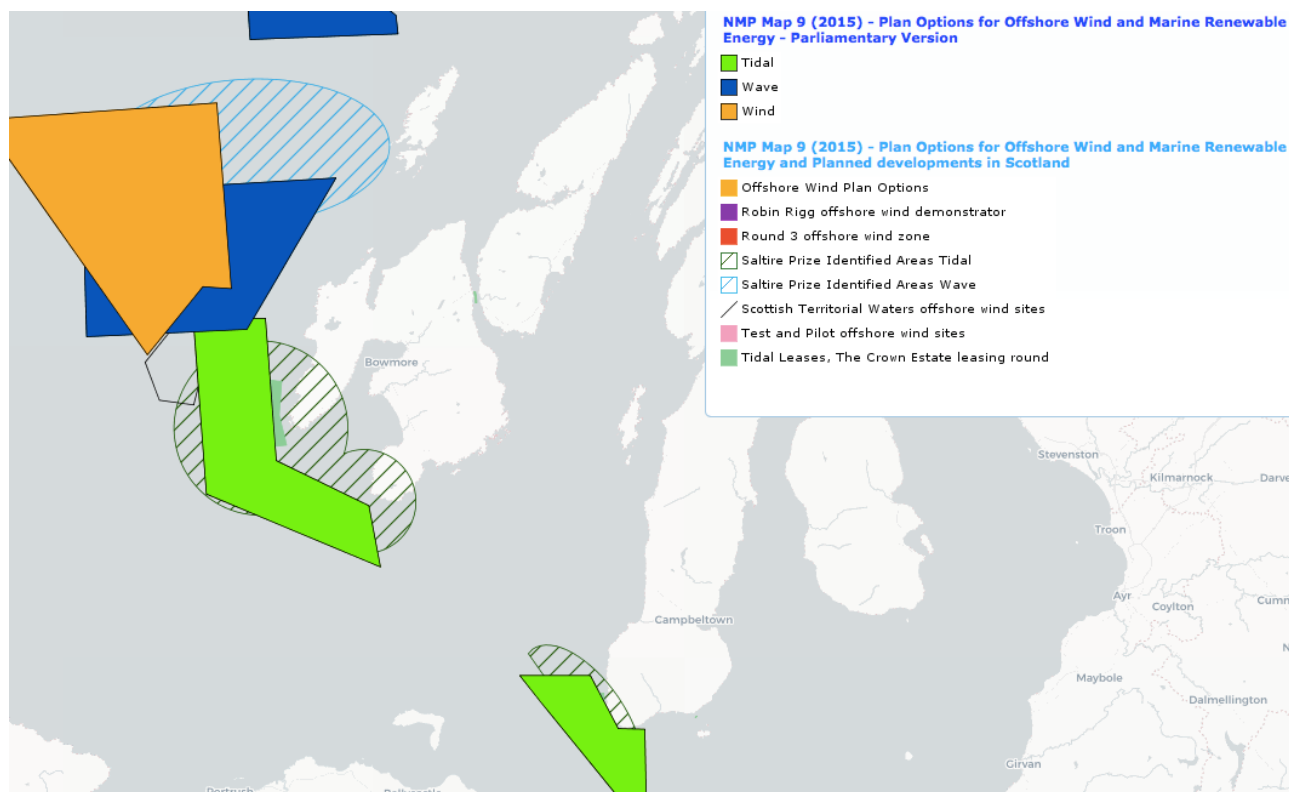 NMP Map 9 (2015) - Plan Options for Offshore Wind and Marine Renewable
Energy - Parliamentary Version
Tidal
Wave
Wind
NMP Map 9 (2015) - Plan Options for Offshore Wind and Marine Renewable
Energy and Planned developments in Scotland
Offshore Wind Plan Options
Robin Rigg offshore wind demonstrator
Round 3 offshore wind zone
Saltire Prize Identified Areas Tidal
Saltire Prize Identified Areas Wave
Scottish Territorial Waters offshore wind sites
Test and Pilot offshore wind sites
Tidal Leases, The Crown Estate leasing round
Bowmore
Stevenston
Kilmarnock
Darve
Troon
Ayr
Coylton
Cumn
Campbeltown
N
Maybole
Dalmellington
Girvan